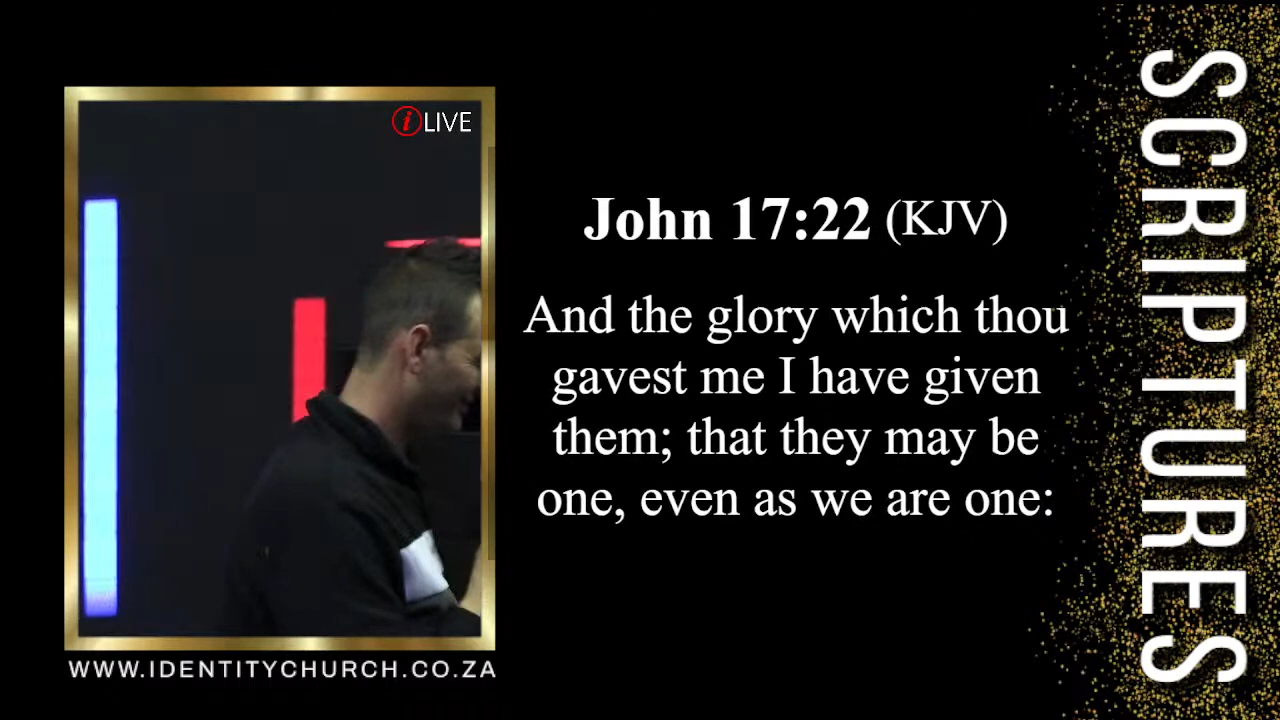 i LIVE
John 17:22 (KJV)
And the glory which thou
gavest me I have given
them; that they may be
one, even as we are one:
WWW.IDENTITYCHURCH.CO.ZA
SCRIPTURES